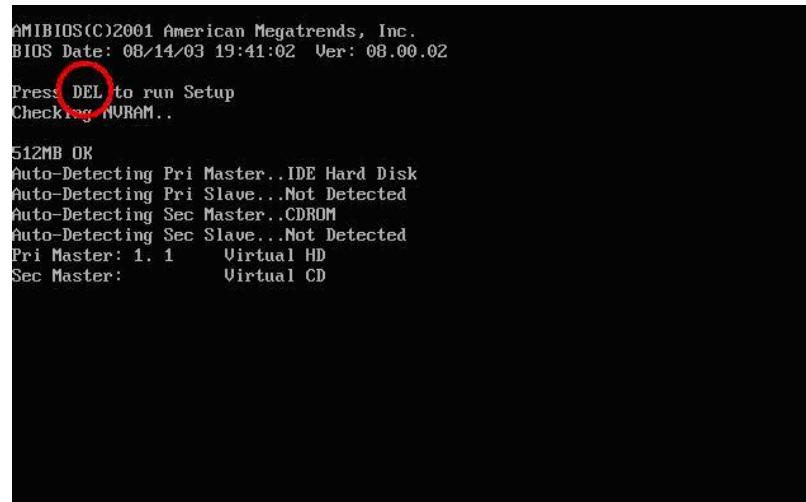 AMIBIOS(C)2001 American Megatrends, Inc.
BIOS Date: 08/14/03 19:41:02 Ver: 08.00.02
Press DEL to run Setup
Checking NVRAM..
512MB OK
Auto-Detecting Pri Master..IDE Hard Disk
Auto-Detecting Pri Slave...Not Detected
Auto-Detecting Sec Master..CDROM
Auto-Detecting Sec Slave...Not Detected
Pri Master: 1. 1 Virtual HD
Sec Master: Virtual CD